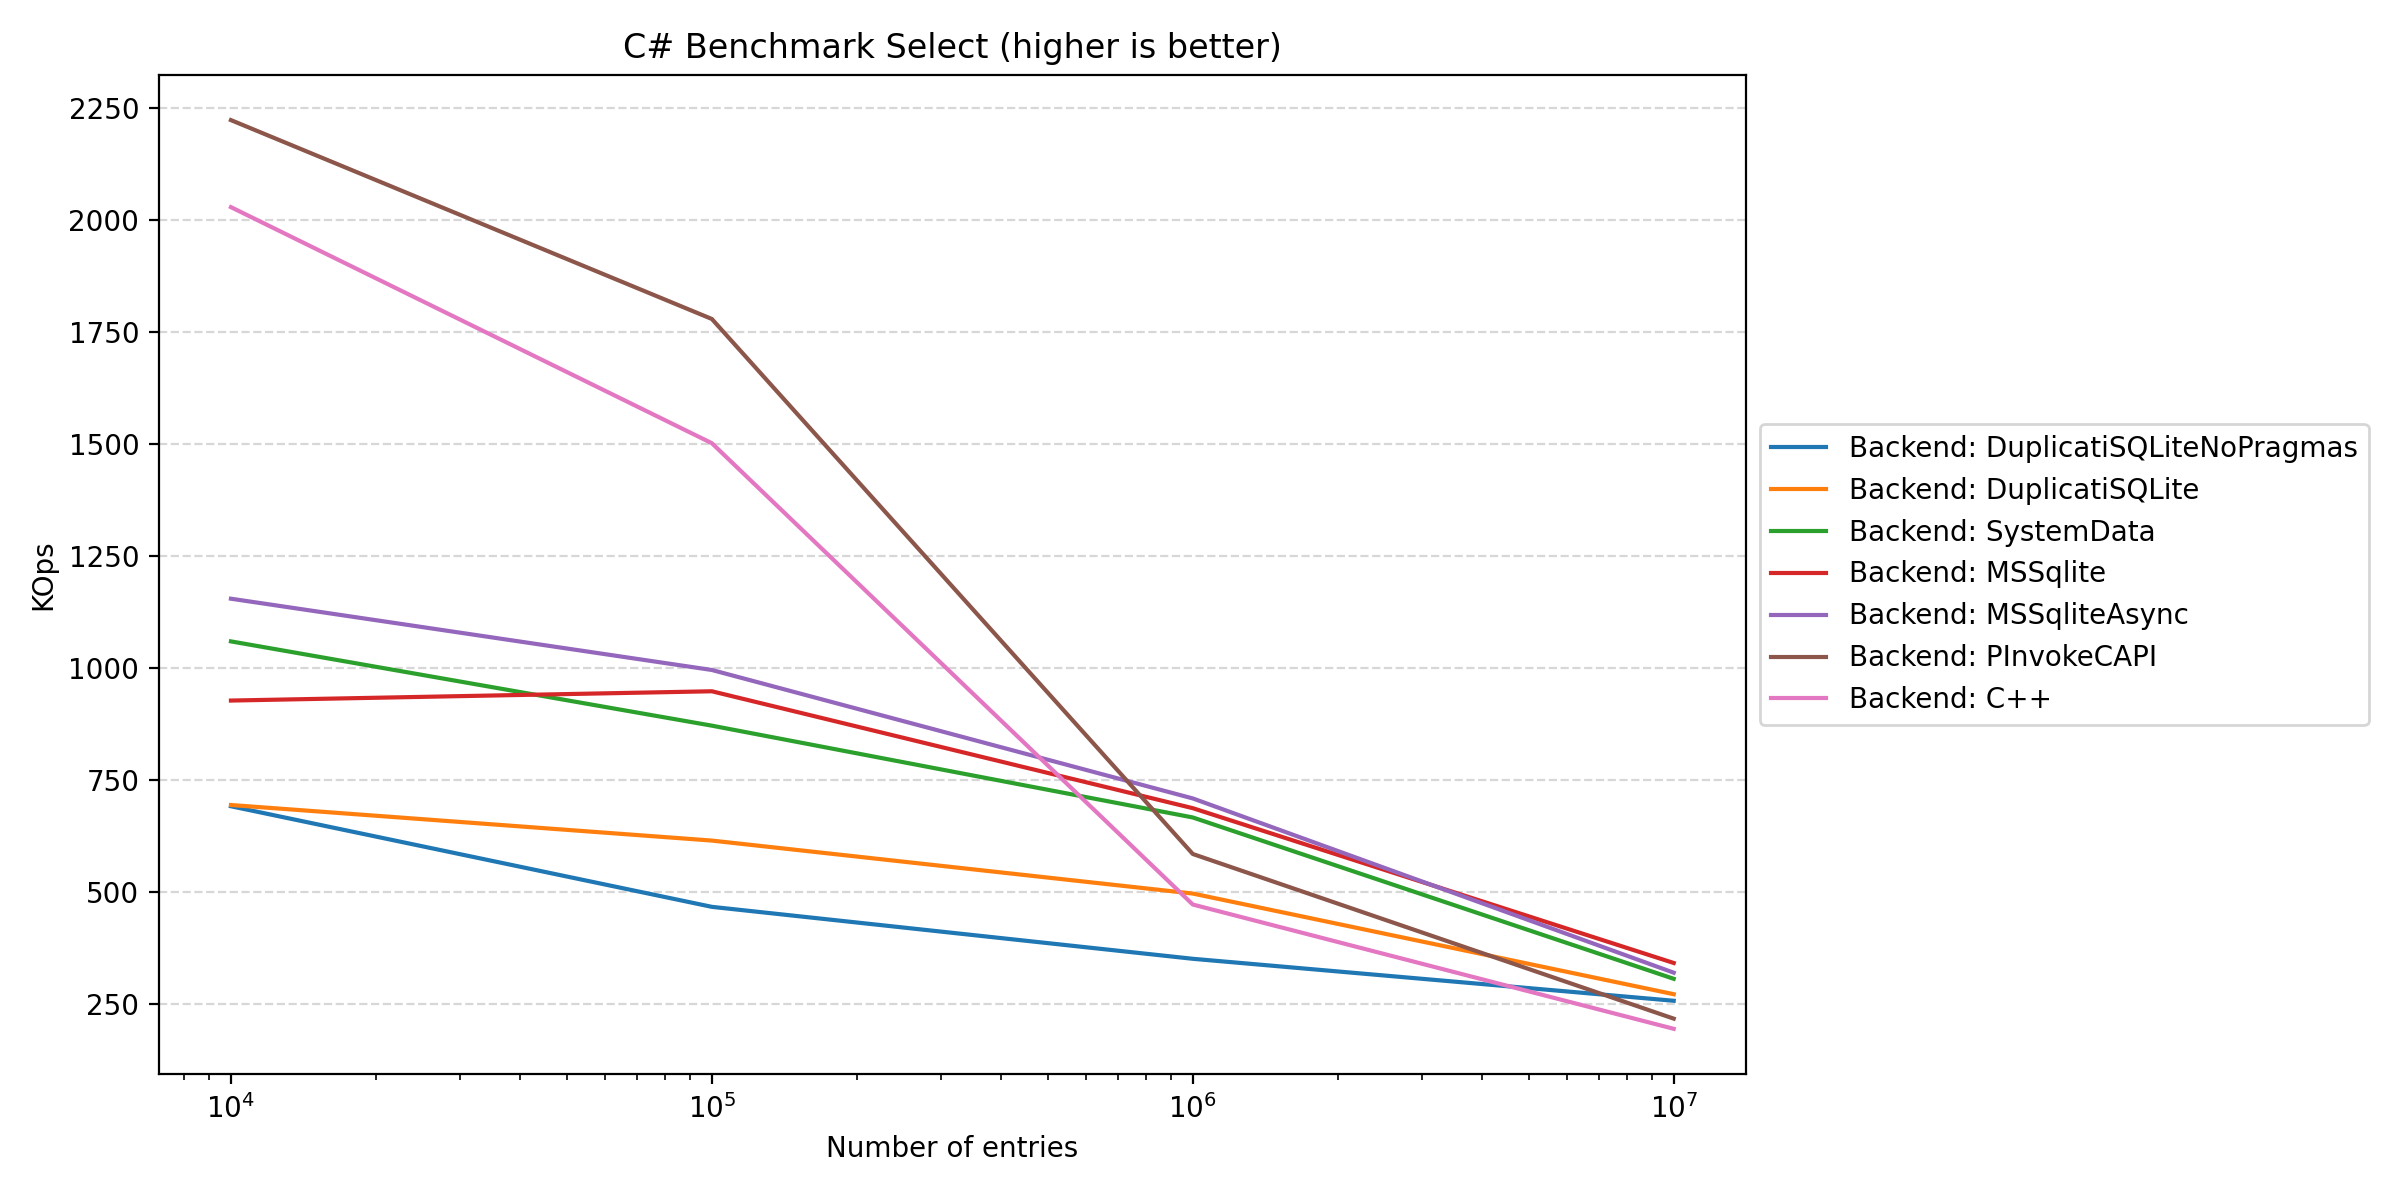 C# Benchmark Select (higher is better)
KOps
2250
2000
1750
1500
1250
1000
750
500
250
10⁴ 10⁵ 10⁶ 10⁷
Number of entries
Backend: DuplicatiSQLiteNoPragmas
Backend: DuplicatiSQLite
Backend: SystemData
Backend: MSSqlite
Backend: MSSqliteAsync
Backend: PInvokeCAPI
Backend: C++